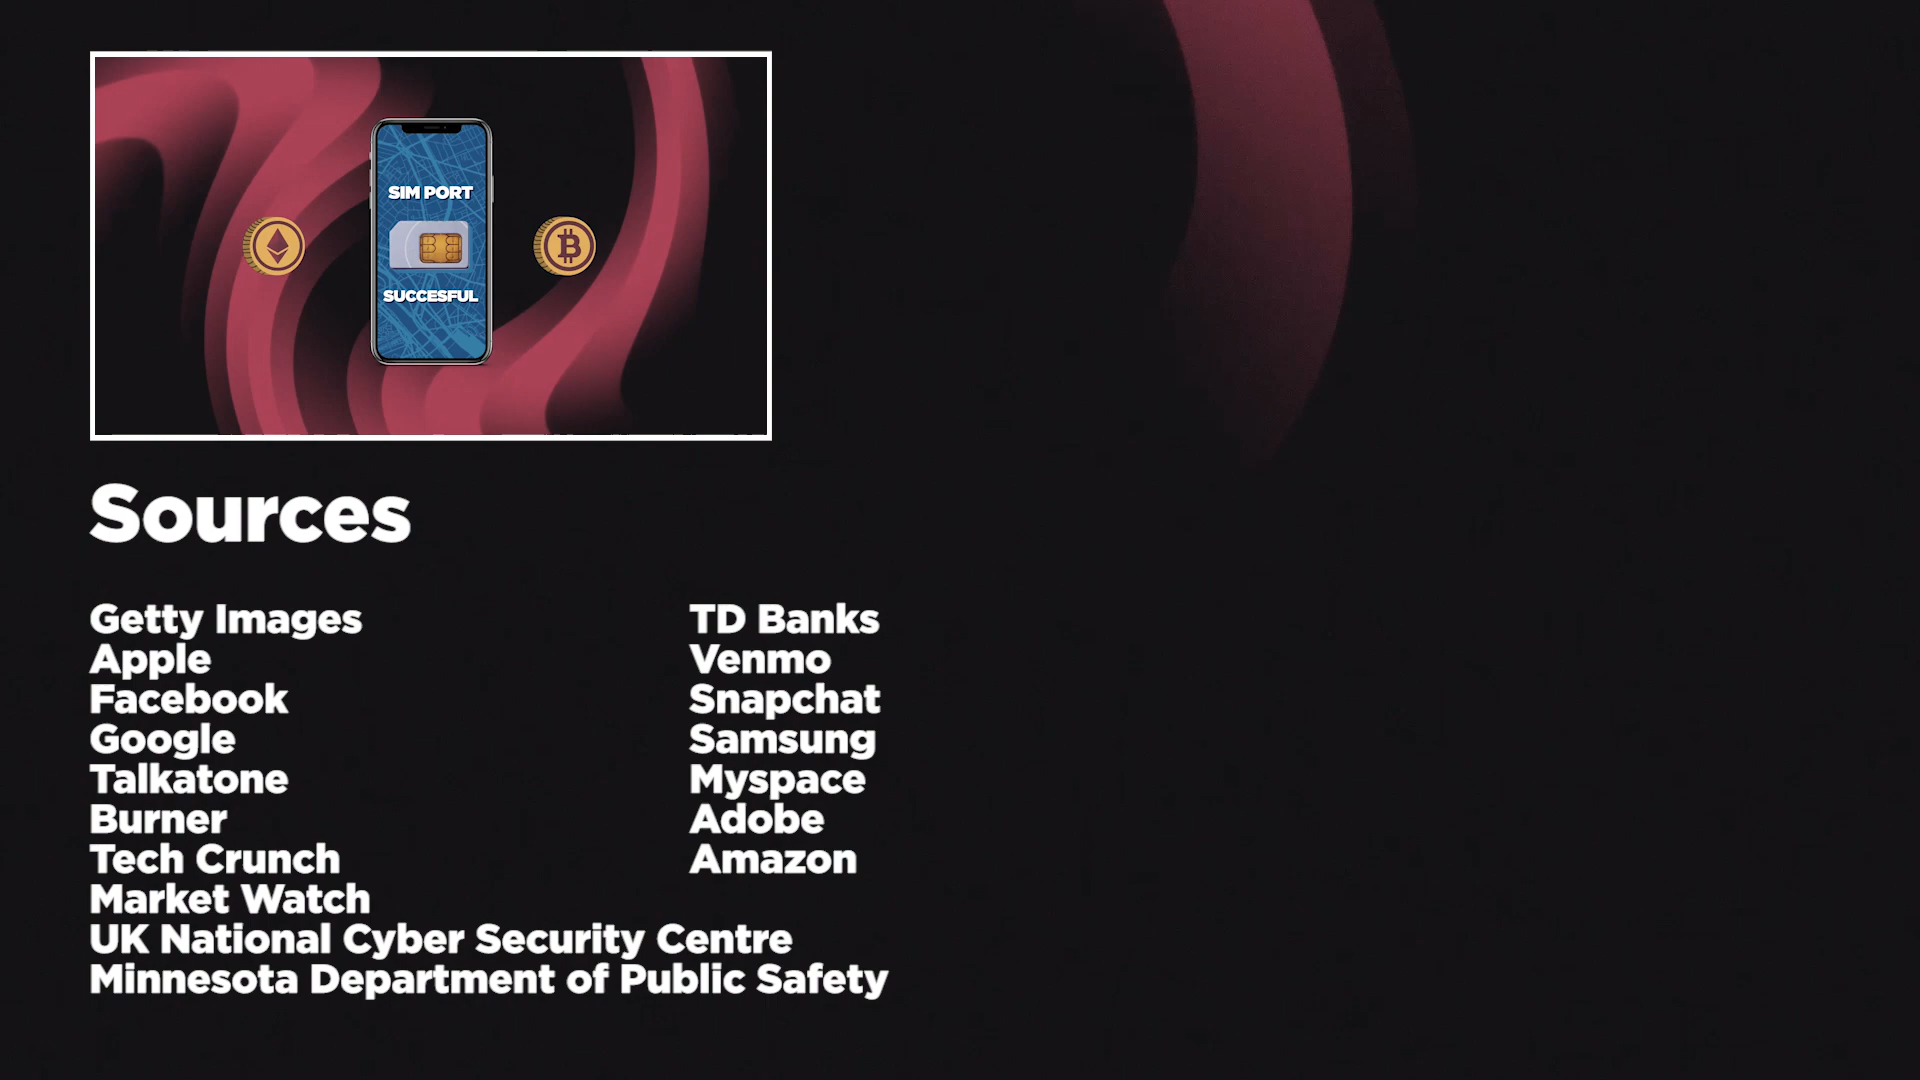 SIM PORT
SUCCESFUL
Sources
Getty Images
Apple
Facebook
Google
Talkatone
Burner
Tech Crunch
Market Watch
UK National Cyber Security Centre
Minnesota Department of Public Safety
TD Banks
Venmo
Snapchat
Samsung
Myspace
Adobe
Amazon